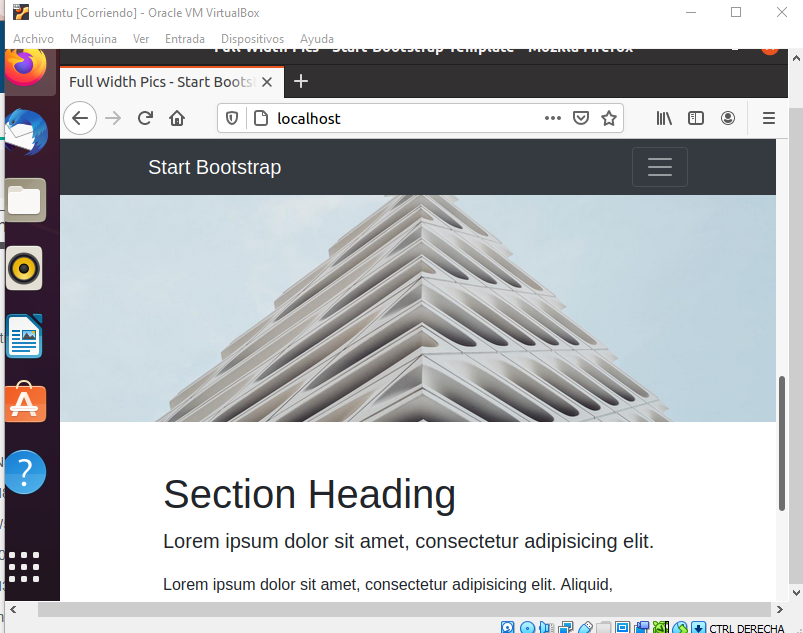 ubuntu [Corriendo] - Oracle VM VirtualBox
Archivo Máquina Ver Entrada Dispositivos Ayuda
Full Width Pics - Start Bootstrap Template - Mozilla Firefox
Full Width Pics - Start Boots
localhost
Start Bootstrap
Section Heading
Lorem ipsum dolor sit amet, consectetur adipisicing elit.
Lorem ipsum dolor sit amet, consectetur adipisicing elit. Aliquid,
CTRL DERECHA